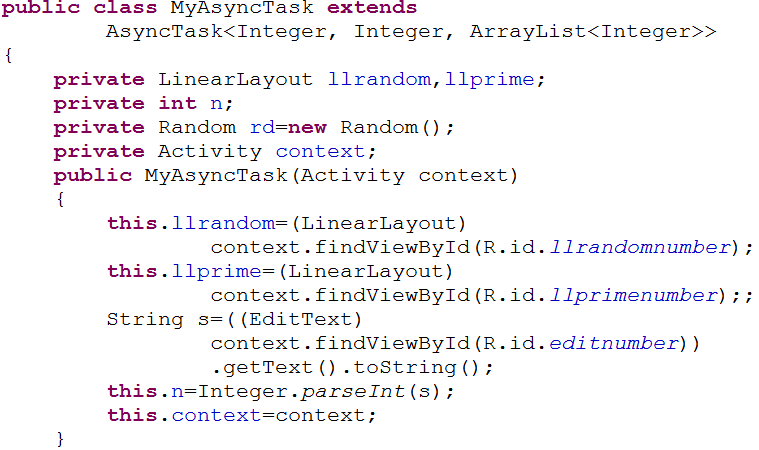 public class MyAsyncTask extends
AsyncTask<Integer, Integer, ArrayList<Integer>>
{
private LinearLayout llrandom,llprime;
private int n;
private Random rd=new Random();
private Activity context;
public MyAsyncTask(Activity context)
{
this.llrandom=(LinearLayout)
context.findViewById(R.id.llrandomnumber);
this.llprime=(LinearLayout)
context.findViewById(R.id.llprimenumber);;
String s=((EditText)
context.findViewById(R.id.editnumber))
.getText().toString();
this.n=Integer.parseInt(s);
this.context=context;
}